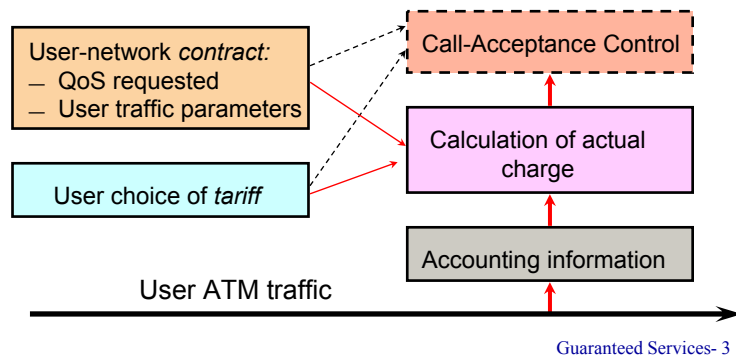 User-network contract:
– QoS requested
– User traffic parameters
Call-Acceptance Control
Calculation of actual
charge
User choice of tariff
Accounting information
User ATM traffic
Guaranteed Services- 3